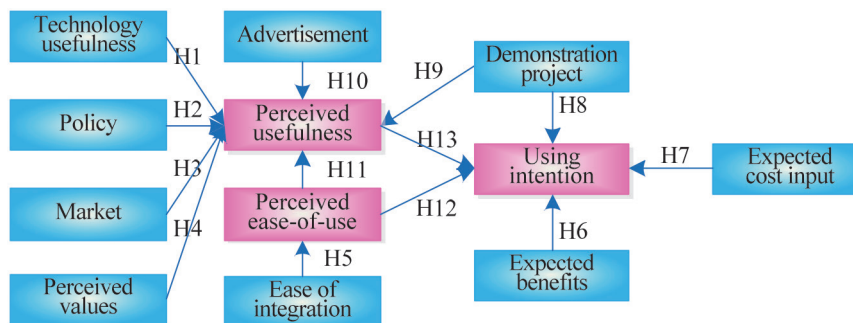 Technology
usefulness
Advertisement
Demonstration
project
H1
H10
H9
H8
Policy
H2
Perceived
usefulness
H13
Using
intention
H7
Expected
cost input
H3
H11
Market
Perceived
ease-of-use
H12
H4
H5
H6
Perceived
values
Ease of
integration
Expected
benefits